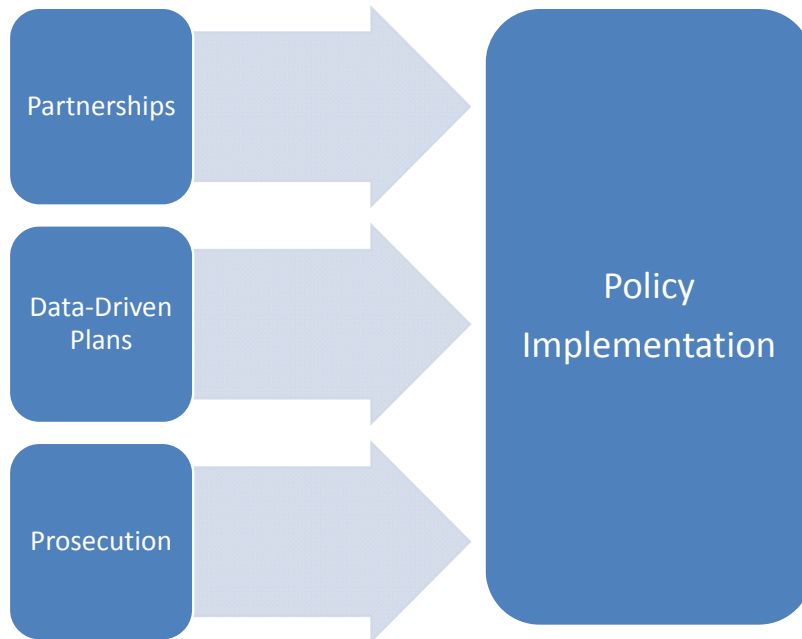 Partnerships
Data-Driven
Plans
Prosecution
Policy
Implementation